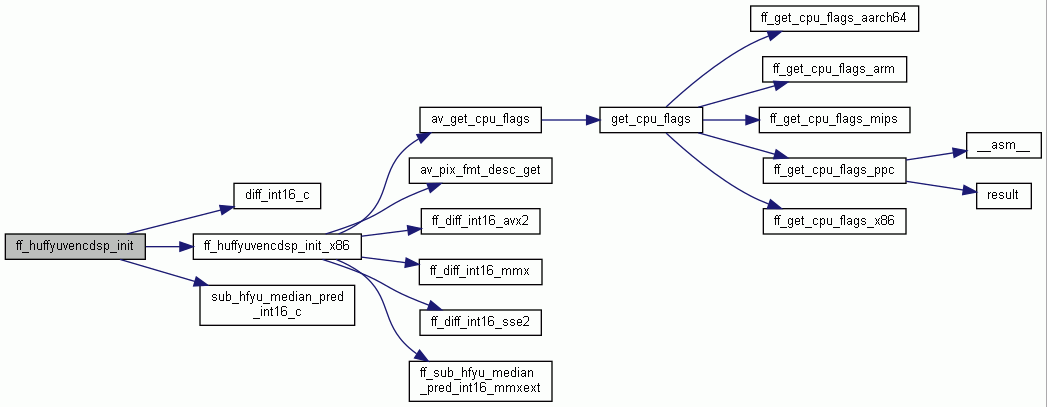 ff_get_cpu_flags_aarch64
ff_get_cpu_flags_arm
av_get_cpu_flags
get_cpu_flags
ff_get_cpu_flags_mips
__asm__
av_pix_fmt_desc_get
ff_get_cpu_flags_ppc
diff_int16_c
result
ff_diff_int16_avx2
ff_get_cpu_flags_x86
ff_huffyuvencdsp_init
ff_huffyuvencdsp_init_x86
ff_diff_int16_mmx
sub_hfyu_median_pred
_int16_c
ff_diff_int16_sse2
ff_sub_hfyu_median
_pred_int16_mmxext